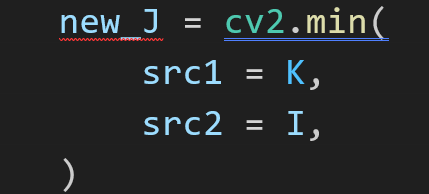 new_J = cv2.min(
    src1 = K,
    src2 = I,
)